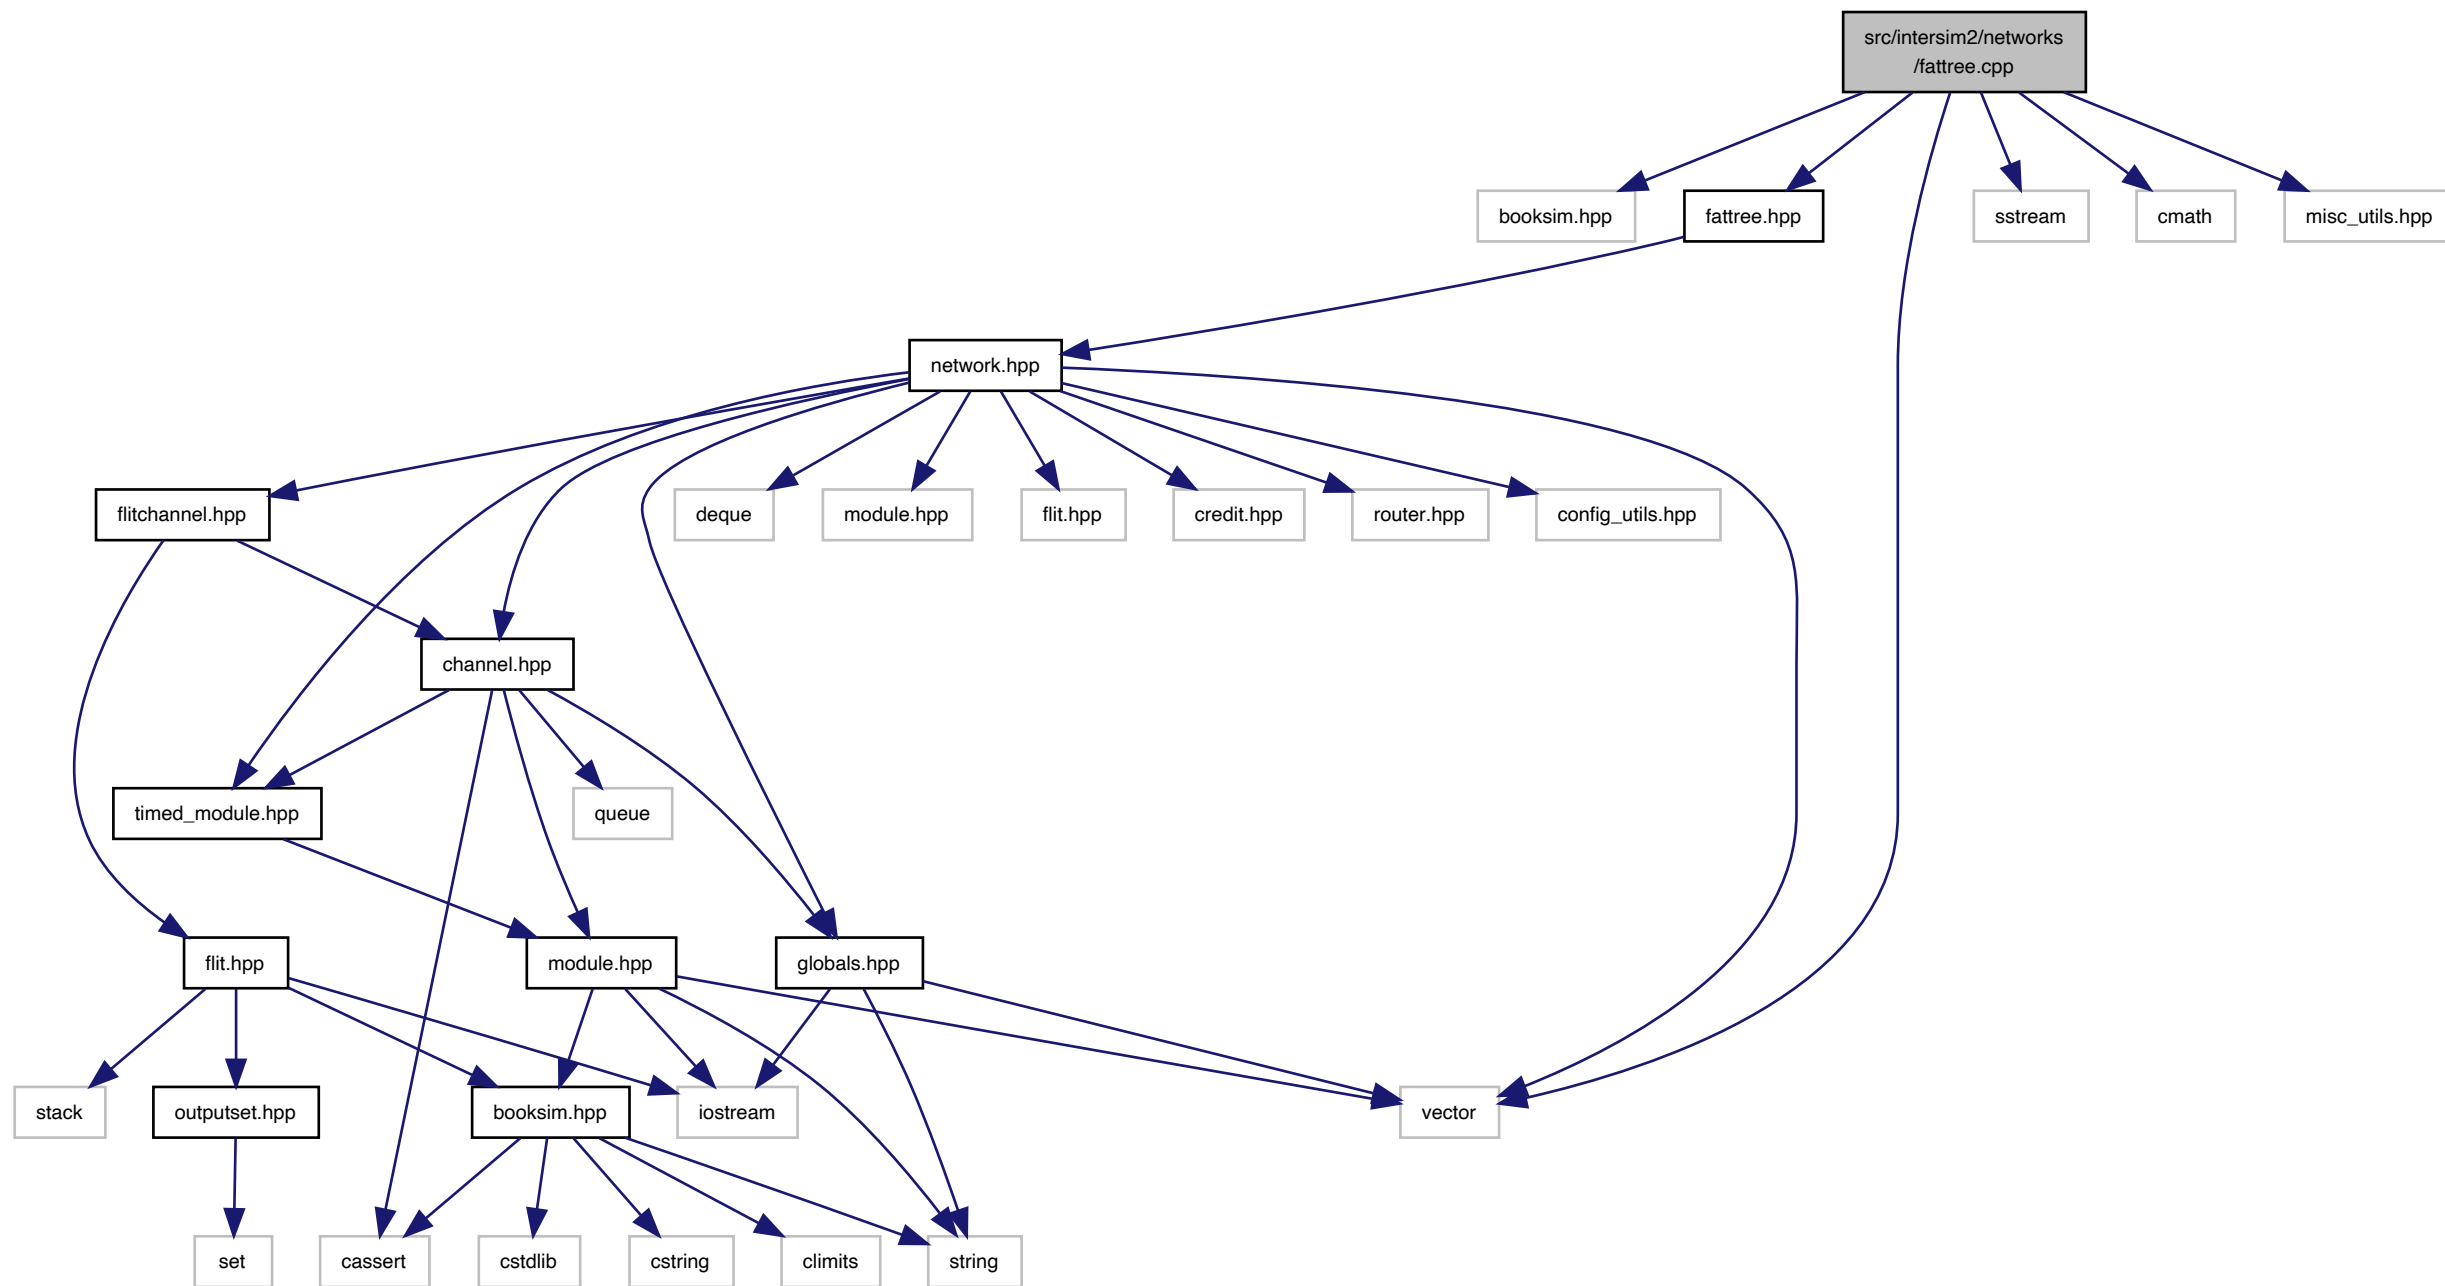 src/intersim2/networks
/fattree.cpp
booksim.hpp
fattree.hpp
sstream
cmath
misc_utils.hpp
network.hpp
flitchannel.hpp
deque
module.hpp
flit.hpp
credit.hpp
router.hpp
config_utils.hpp
channel.hpp
timed_module.hpp
queue
flit.hpp
module.hpp
globals.hpp
stack
outputset.hpp
booksim.hpp
iostream
vector
set
cassert
cstdlib
cstring
climits
string